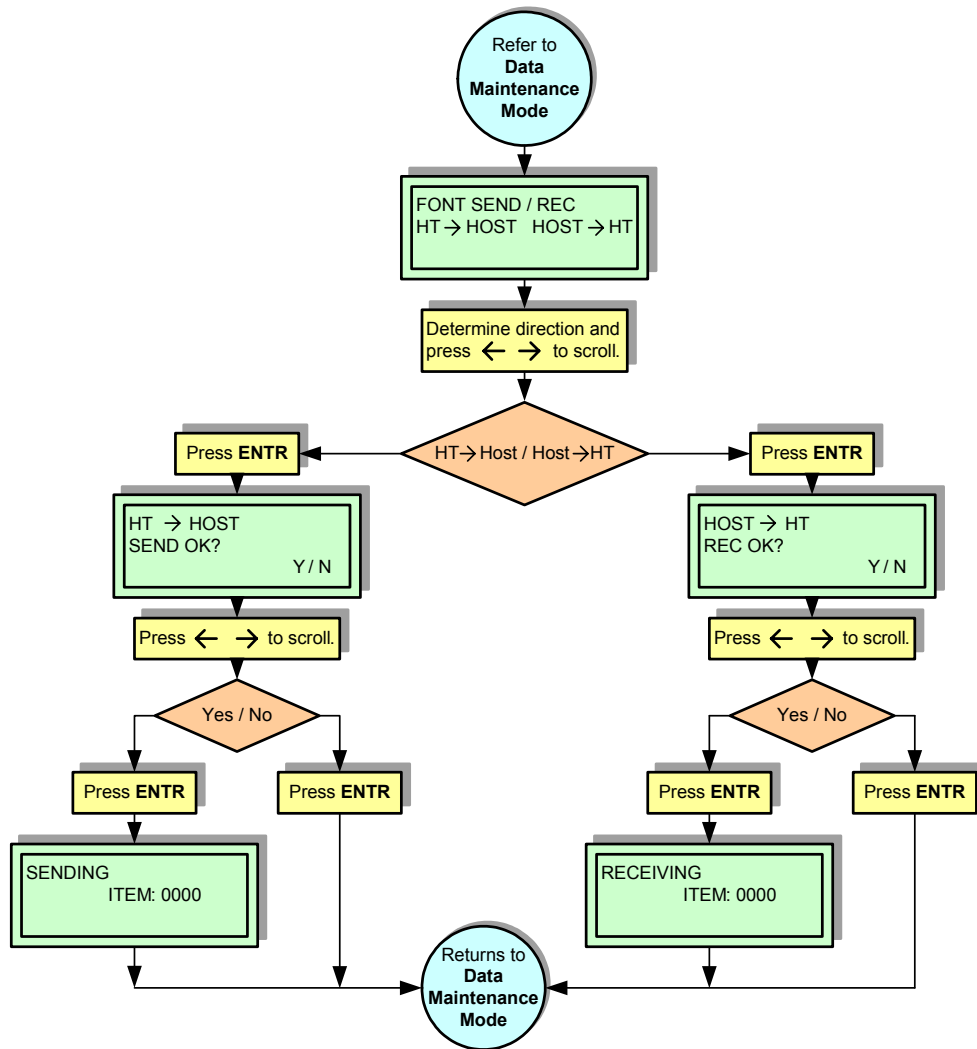 Refer to
Data
Maintenance
Mode
FONT SEND / REC
HT → HOST HOST → HT
Determine direction and
press ← → to scroll.
HT → Host / Host → HT
Press ENTR
Press ENTR
HT → HOST
SEND OK?
Y / N
HOST → HT
REC OK?
Y / N
Press ← → to scroll.
Press ← → to scroll.
Yes / No
Yes / No
Press ENTR
Press ENTR
Press ENTR
Press ENTR
SENDING
ITEM: 0000
RECEIVING
ITEM: 0000
Returns to
Data
Maintenance
Mode